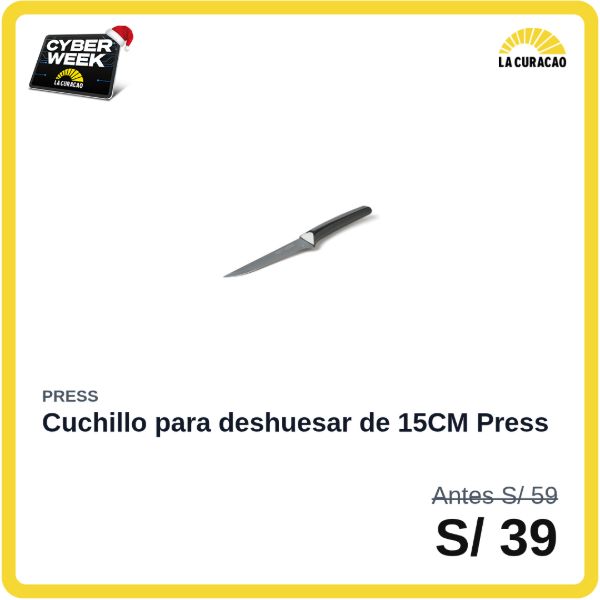 CYBER
WEEK
LA CURACAO
LA CURACAO
PRESS
Cuchillo para deshuesar de 15CM Press
Antes S/ 59
S/ 39